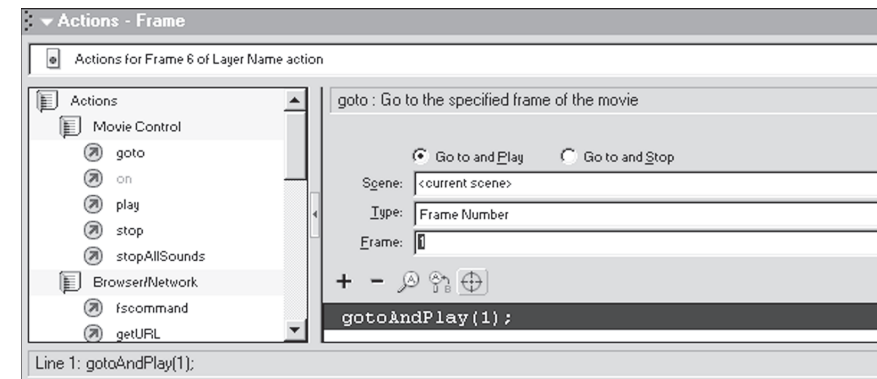 Actions - Frame
Actions for Frame 6 of Layer Name action
Actions
Movie Control
goto
on
play
stop
stopAllSounds
Browser/Network
fscommand
getURL
goto : Go to the specified frame of the movie
Go to and Play Go to and Stop
Scene: <current scene>
Type: Frame Number
Frame: 1
gotoAndPlay(1);
Line 1: gotoAndPlay(1);